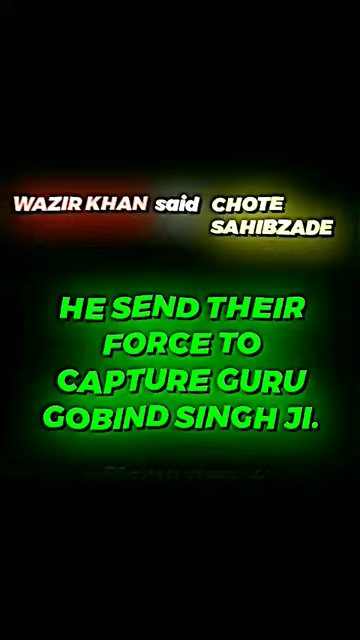 WAZIR KHAN said CHOTE
SAHIBZADE
HE SEND THEIR
FORCE TO
CAPTURE GURU
GOBIND SINGH JI.